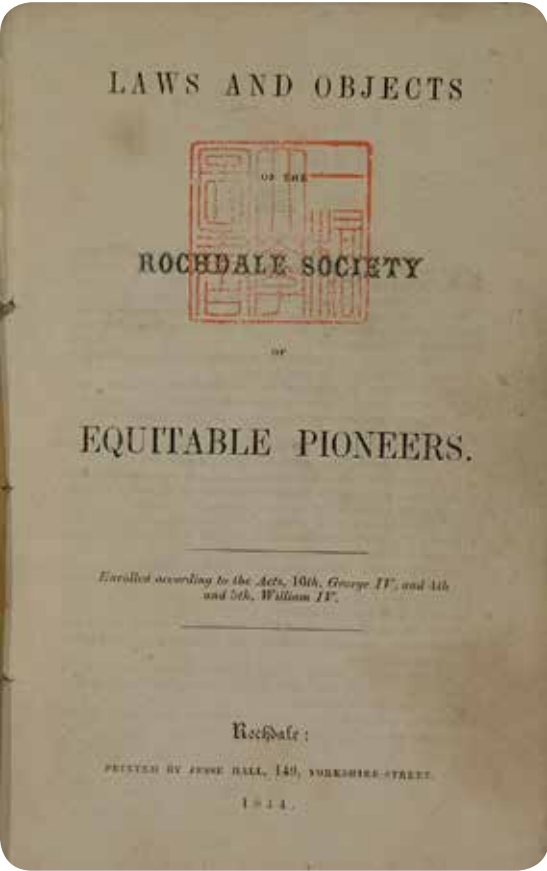 LAWS AND OBJECTS
OF THE
ROCHDALE SOCIETY
OF
EQUITABLE PIONEERS.
Enrolled according to the Acts, 10th, George IV, and 4th
and 5th, William IV.
Rochdale:
PRINTED BY JESSE HALL, 149, YORKSHIRE-STREET.
1844.